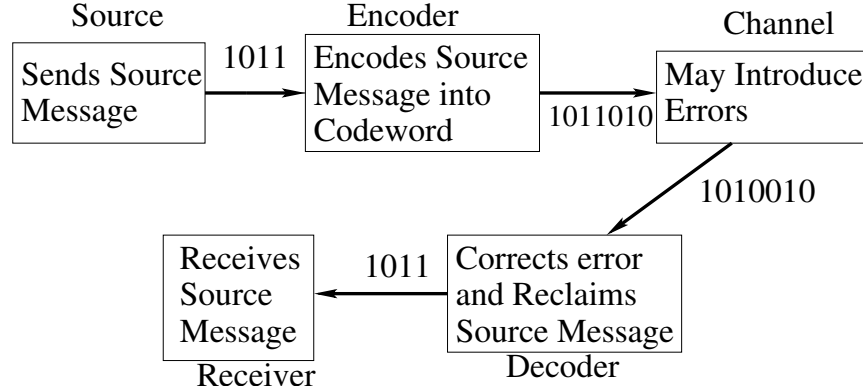 Source
Sends Source
Message
1011
Encoder
Encodes Source
Message into
Codeword
1011010
Channel
May Introduce
Errors
1010010
Corrects error
and Reclaims
Source Message
Decoder
1011
Receives
Source
Message
Receiver